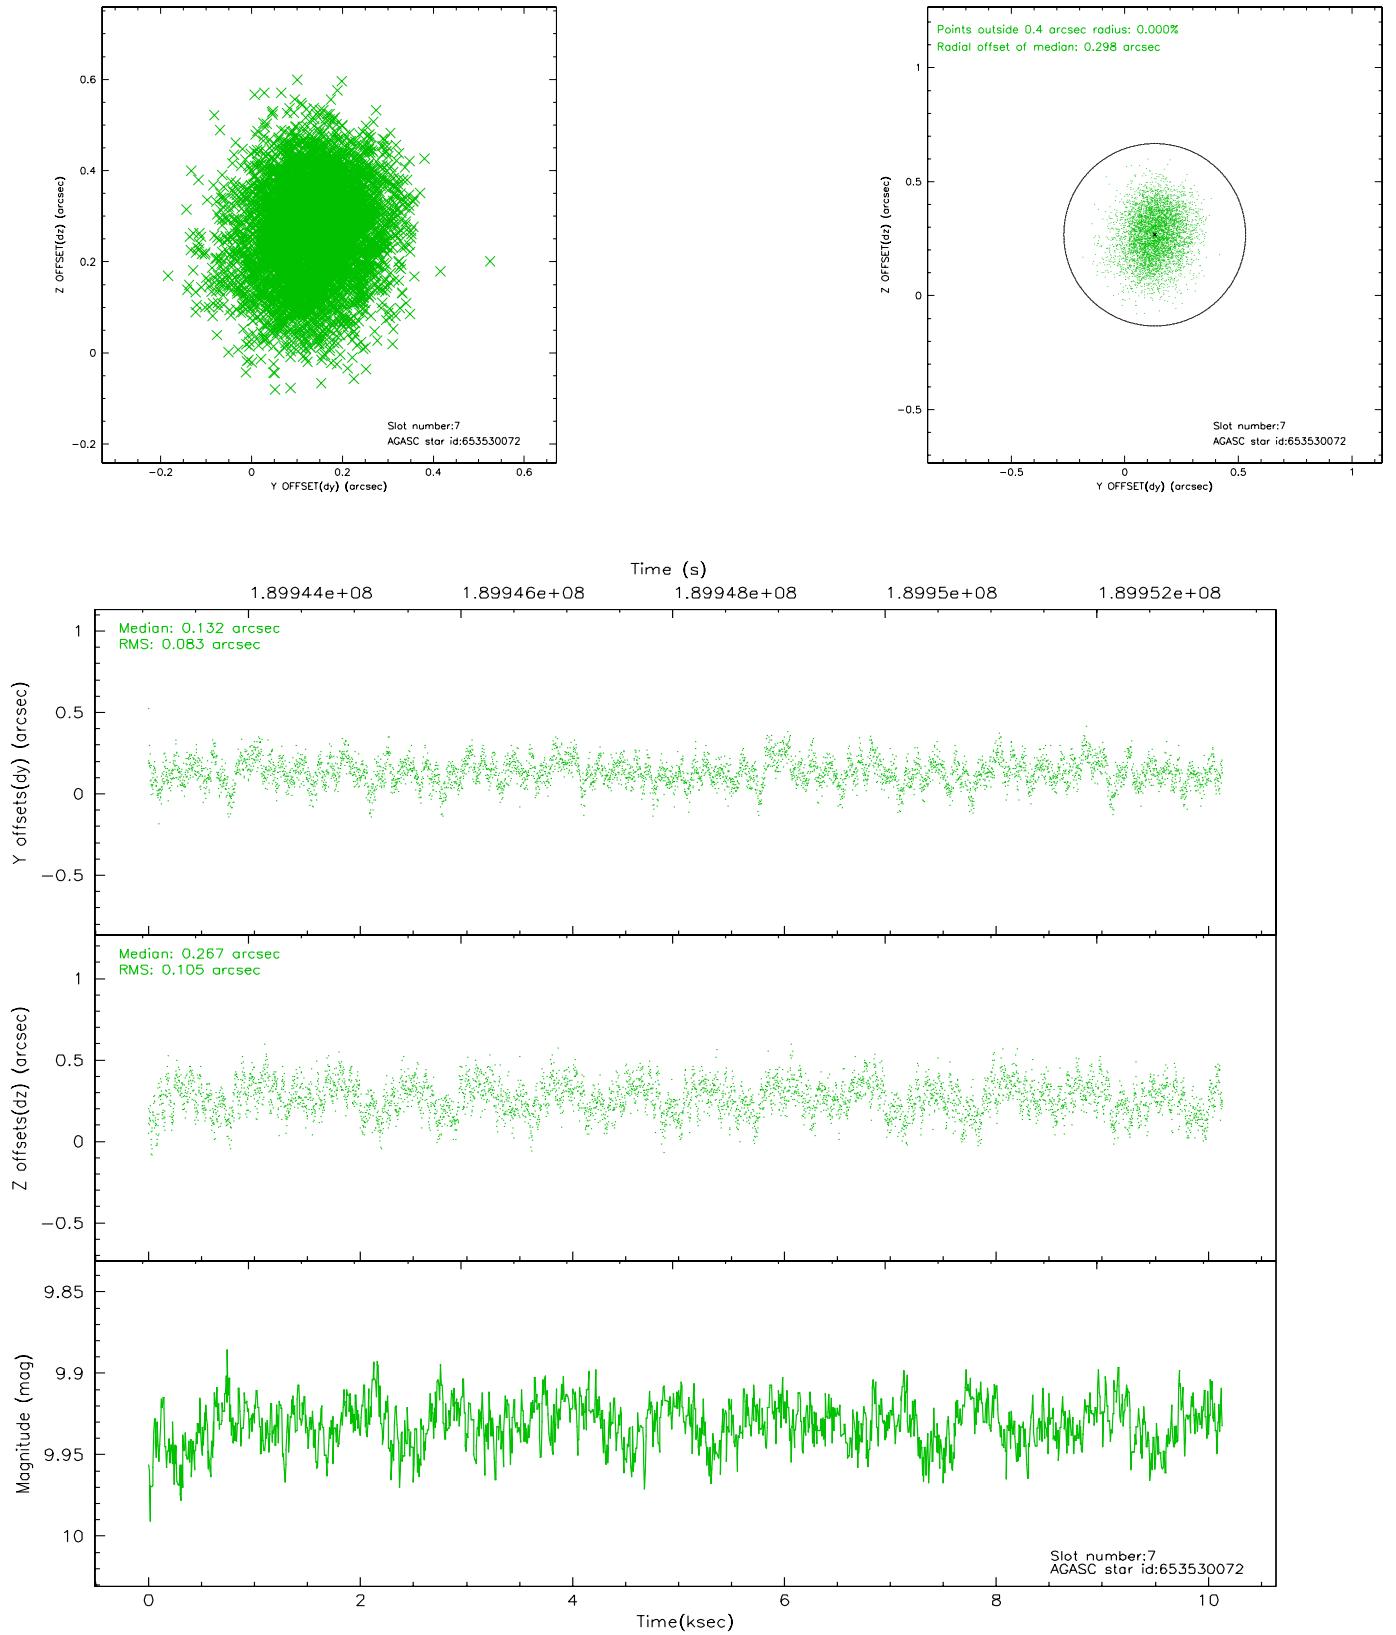 0.6
0.4
0.2
0
−0.2
Z OFFSET(dz) (arcsec)
Slot number:7
AGASC star id:653530072
−0.2 0 0.2 0.4 0.6
Y OFFSET(dy) (arcsec)
Points outside 0.4 arcsec radius: 0.000%
Radial offset of median: 0.298 arcsec
1
0.5
0
−0.5
Z OFFSET(dz) (arcsec)
Slot number:7
AGASC star id:653530072
−0.5 0 0.5 1
Y OFFSET(dy) (arcsec)
Time (s)
1.89944e+08 1.89946e+08 1.89948e+08 1.8995e+08 1.89952e+08
Median: 0.132 arcsec
RMS: 0.083 arcsec
1
0.5
0
−0.5
Y offsets(dy) (arcsec)
Median: 0.267 arcsec
RMS: 0.105 arcsec
1
0.5
0
−0.5
Z offsets(dz) (arcsec)
9.85
9.9
9.95
10
Magnitude (mag)
Slot number:7
AGASC star id:653530072
0 2 4 6 8 10
Time(ksec)